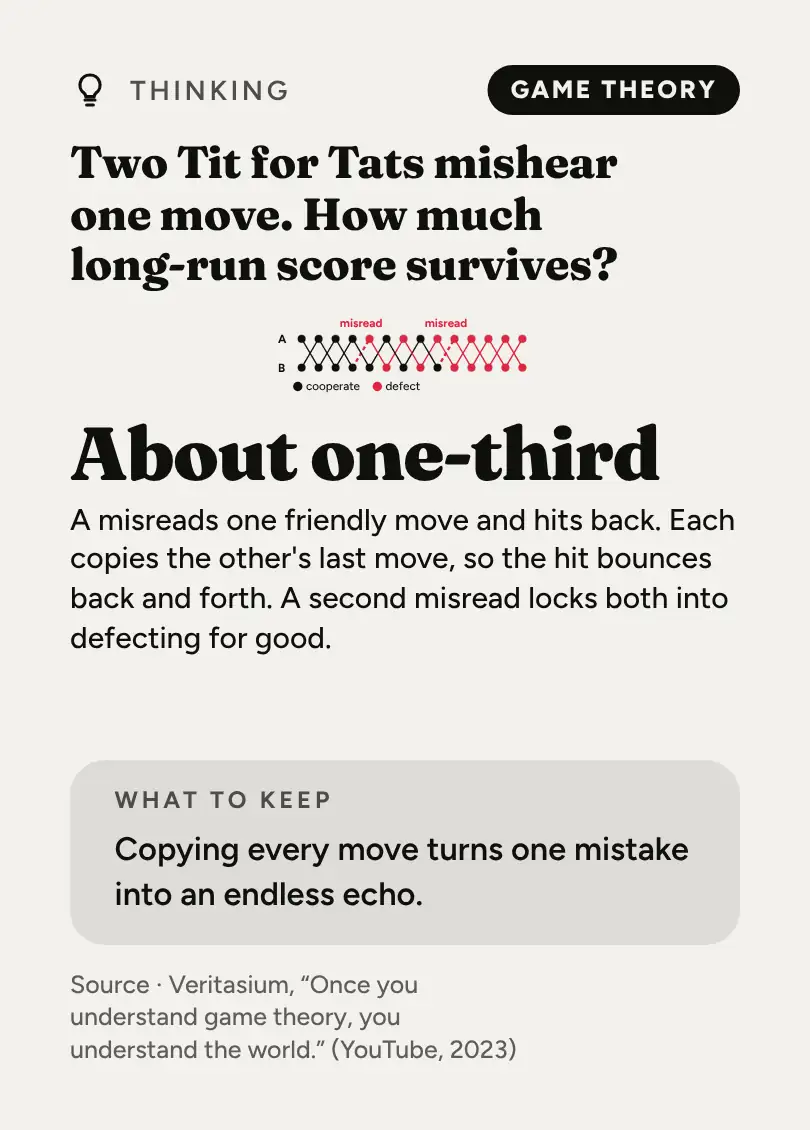 THINKING
GAME THEORY
Two Tit for Tats mishear
one move. How much
long-run score survives?
misread misread
A
B
cooperate defect
About one-third
A misreads one friendly move and hits back. Each
copies the other's last move, so the hit bounces
back and forth. A second misread locks both into
defecting for good.
WHAT TO KEEP
Copying every move turns one mistake
into an endless echo.
Source · Veritasium, “Once you
understand game theory, you
understand the world.” (YouTube, 2023)